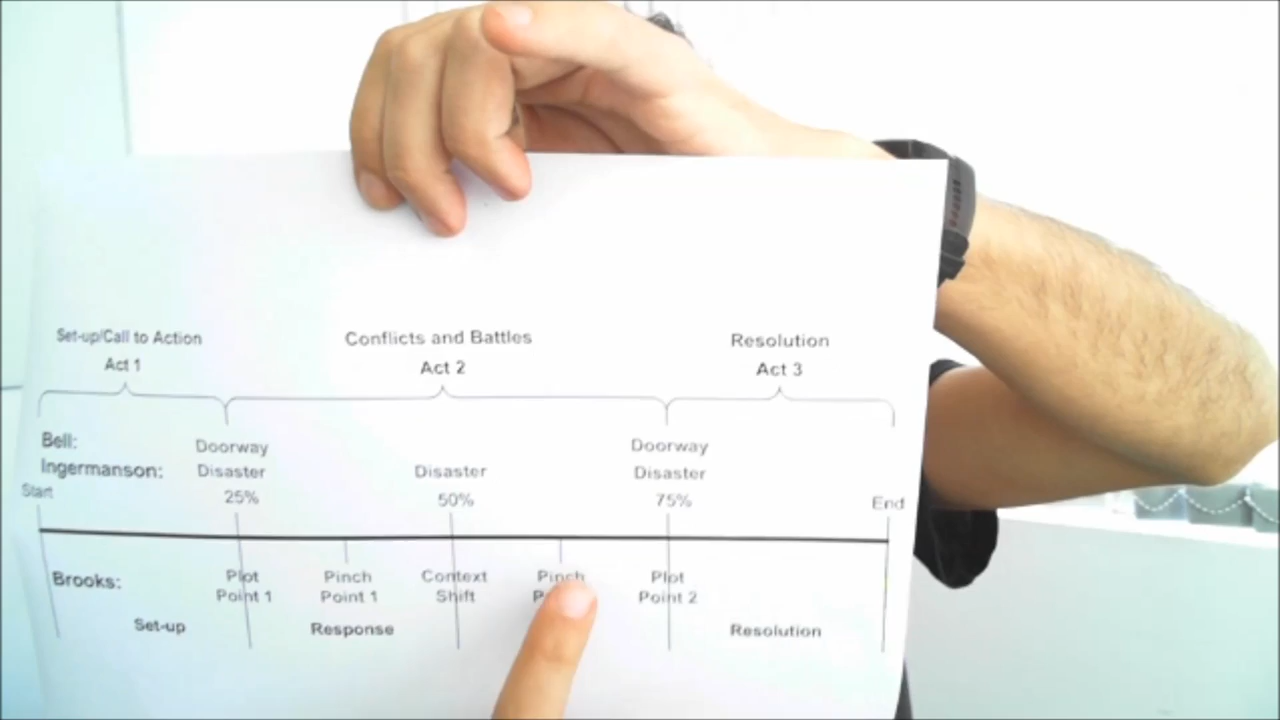 Set-up/Call to Action Conflicts and Battles Resolution
Act 1 Act 2 Act 3
Bell: Doorway Doorway
Ingermanson: Disaster Disaster Disaster
Start 25% 50% 75% End
Brooks: Plot Pinch Context Pinch Plot
Point 1 Point 1 Shift Point 2
Set-up Response Resolution